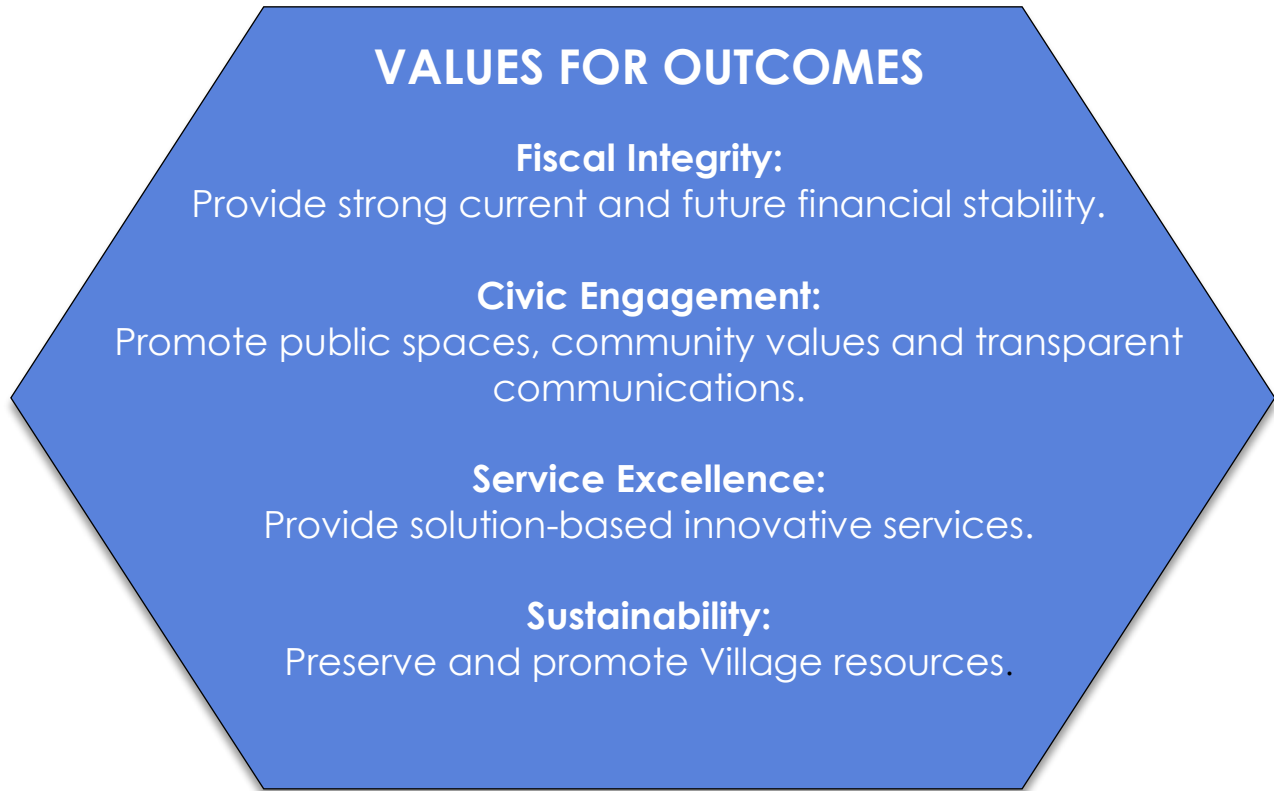 VALUES FOR OUTCOMES
Fiscal Integrity:
Provide strong current and future financial stability.
Civic Engagement:
Promote public spaces, community values and transparent
communications.
Service Excellence:
Provide solution-based innovative services.
Sustainability:
Preserve and promote Village resources.